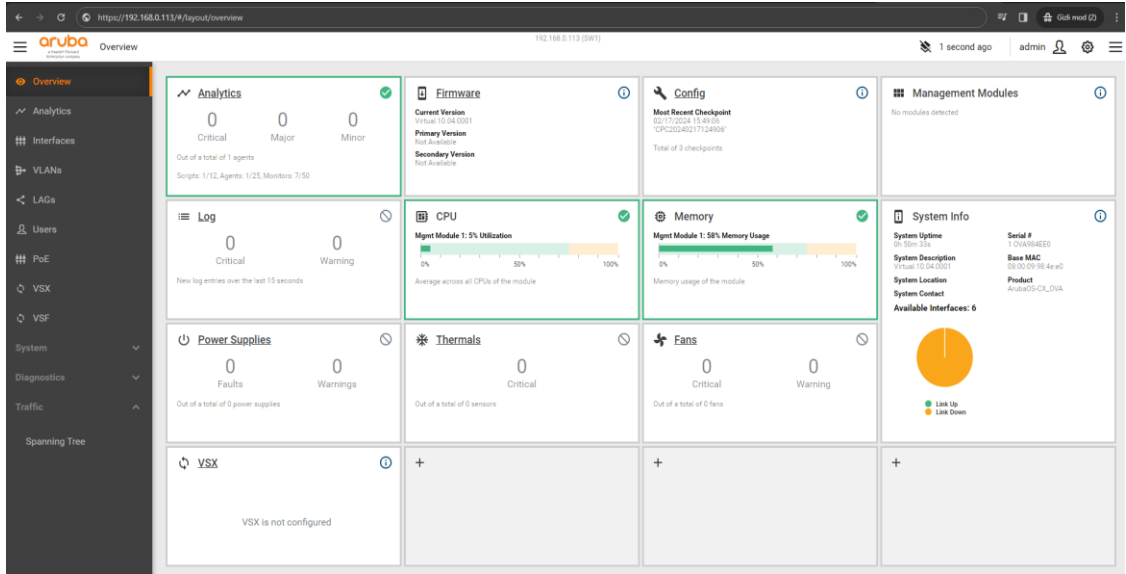 https://192.168.0.113/#/layout/overview
Gizli mod (2)
aruba
a Hewlett Packard
Enterprise company
Overview
192.168.0.113 (SW1)
1 second ago
admin
Overview
Analytics
Interfaces
VLANs
LAGs
Users
PoE
VSX
VSF
System
Diagnostics
Traffic
Spanning Tree
Analytics
0 0 0
Critical Major Minor
Out of a total of 1 agents
Scripts: 1/12, Agents: 1/25, Monitors: 7/50
Firmware
Current Version
Virtual.10.04.0001
Primary Version
Not Available
Secondary Version
Not Available
Config
Most Recent Checkpoint
02/17/2024 15:49:06
'CPC20240217124906'
Total of 3 checkpoints
Management Modules
No modules detected
Log
0 0
Critical Warning
New log entries over the last 15 seconds
CPU
Mgmt Module 1: 5% Utilization
0% 50% 100%
Average across all CPUs of the module
Memory
Mgmt Module 1: 58% Memory Usage
0% 50% 100%
Memory usage of the module
System Info
System Uptime
0h 50m 33s
System Description
Virtual.10.04.0001
System Location
System Contact
Serial #
1 OVA984EE0
Base MAC
08:00:09:98:4e:e0
Product
ArubaOS-CX_OVA
Available Interfaces: 6
Link Up
Link Down
Power Supplies
0 0
Faults Warnings
Out of a total of 0 power supplies
Thermals
0
Critical
Out of a total of 0 sensors
Fans
0 0
Critical Warning
Out of a total of 0 fans
VSX
VSX is not configured